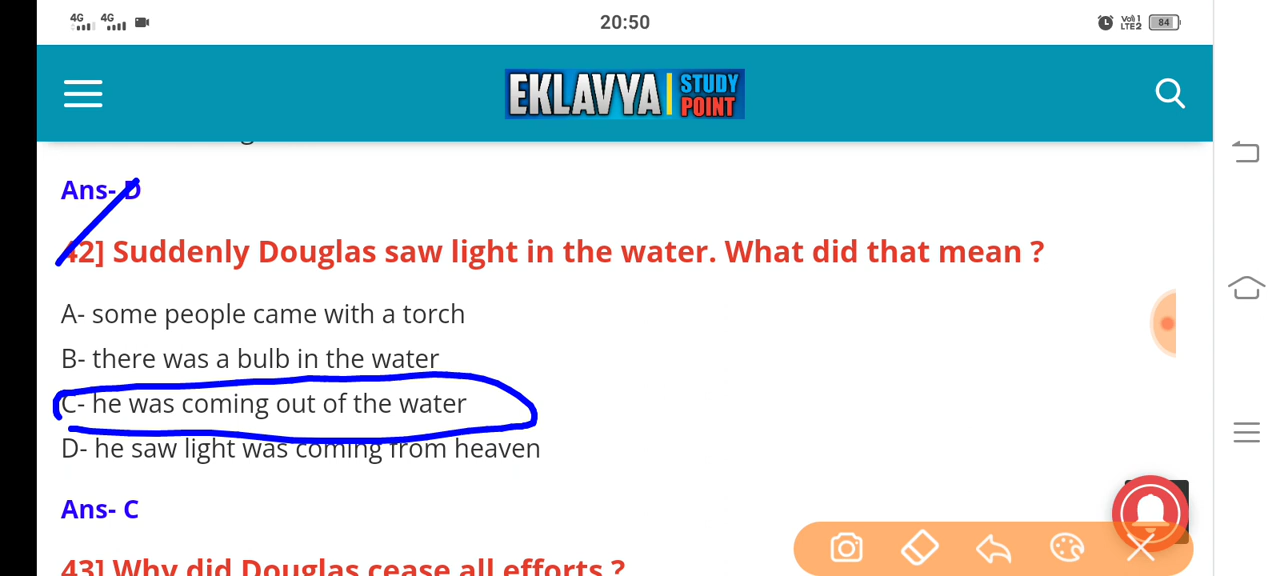 4G 4G 20:50 Vo)) 1 LTE2 84
EKLAVYA STUDY POINT
Ans- D
42] Suddenly Douglas saw light in the water. What did that mean ?
A- some people came with a torch
B- there was a bulb in the water
C- he was coming out of the water
D- he saw light was coming from heaven
Ans- C
43] Why did Douglas cease all efforts ?